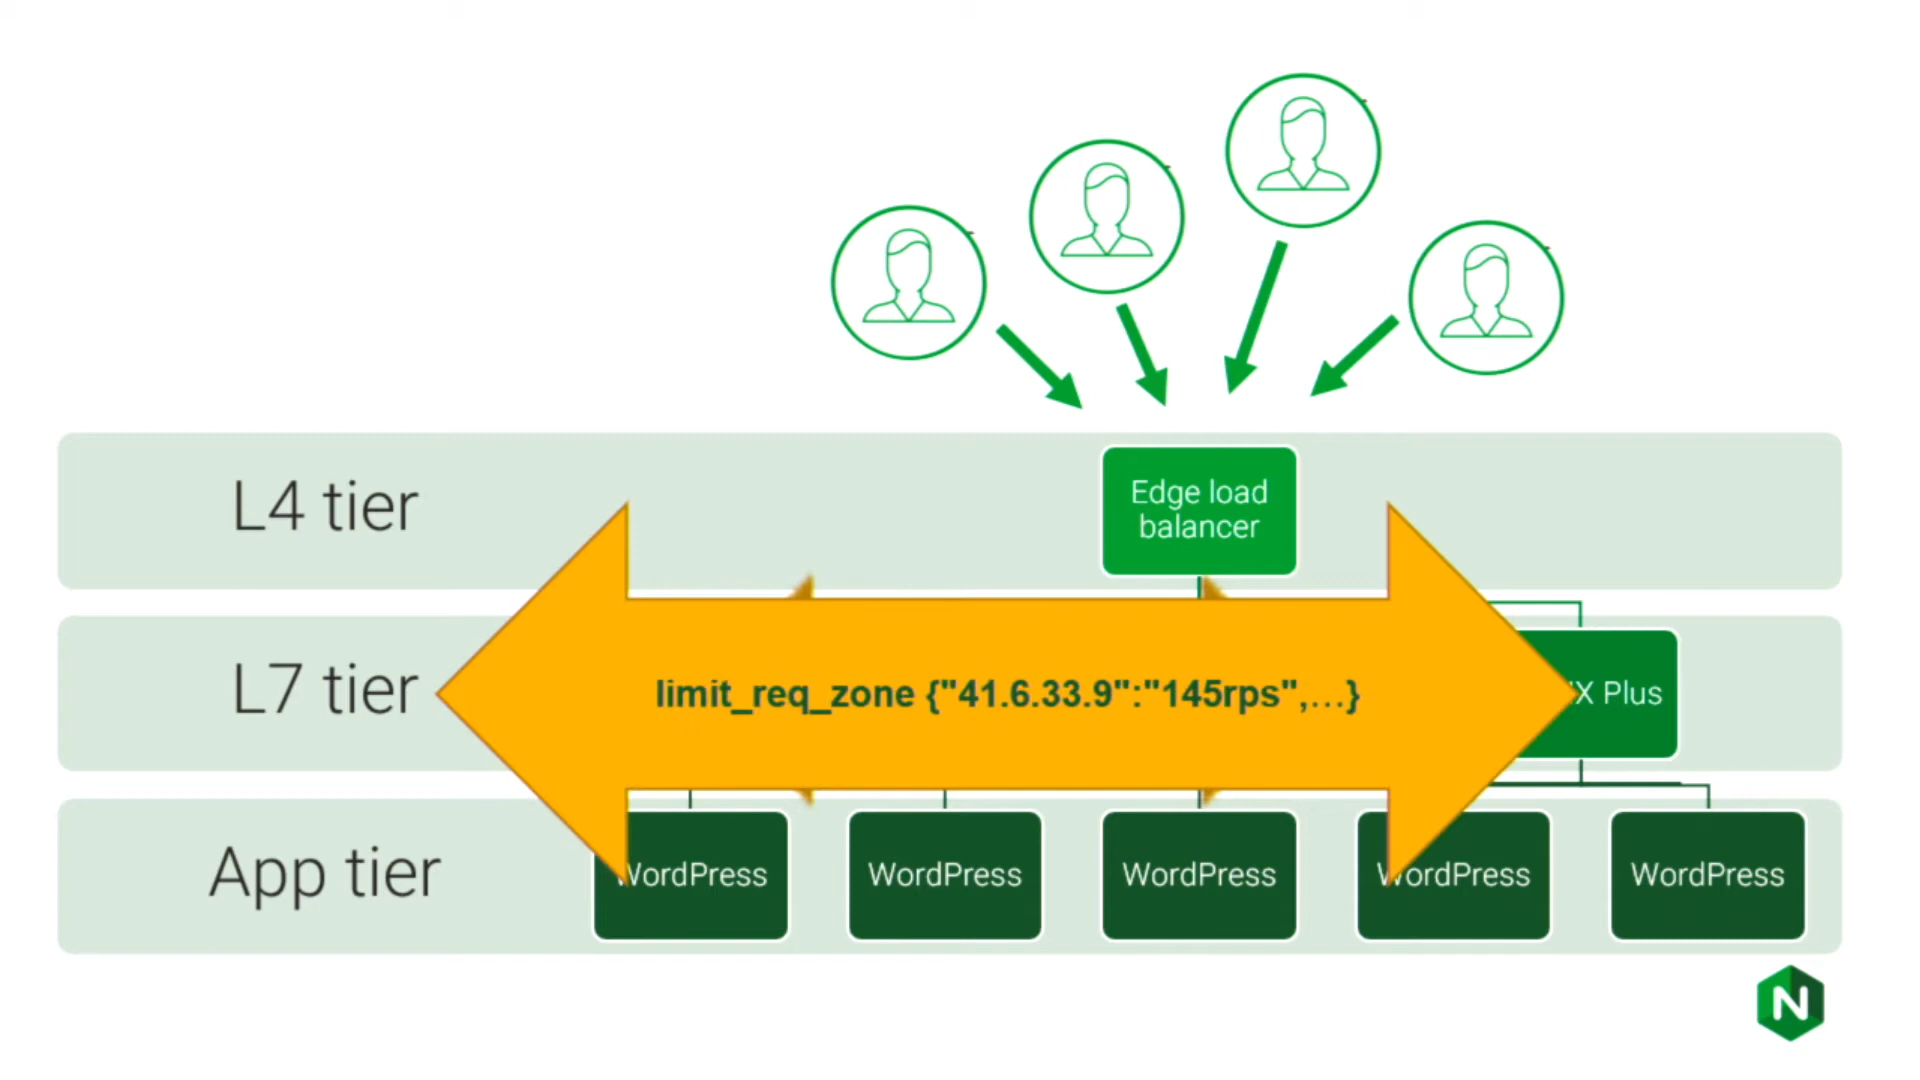 L4 tier
Edge load
balancer
L7 tier
limit_req_zone {"41.6.33.9":"145rps",...}
X Plus
App tier
WordPress
WordPress
WordPress
WordPress
WordPress
N